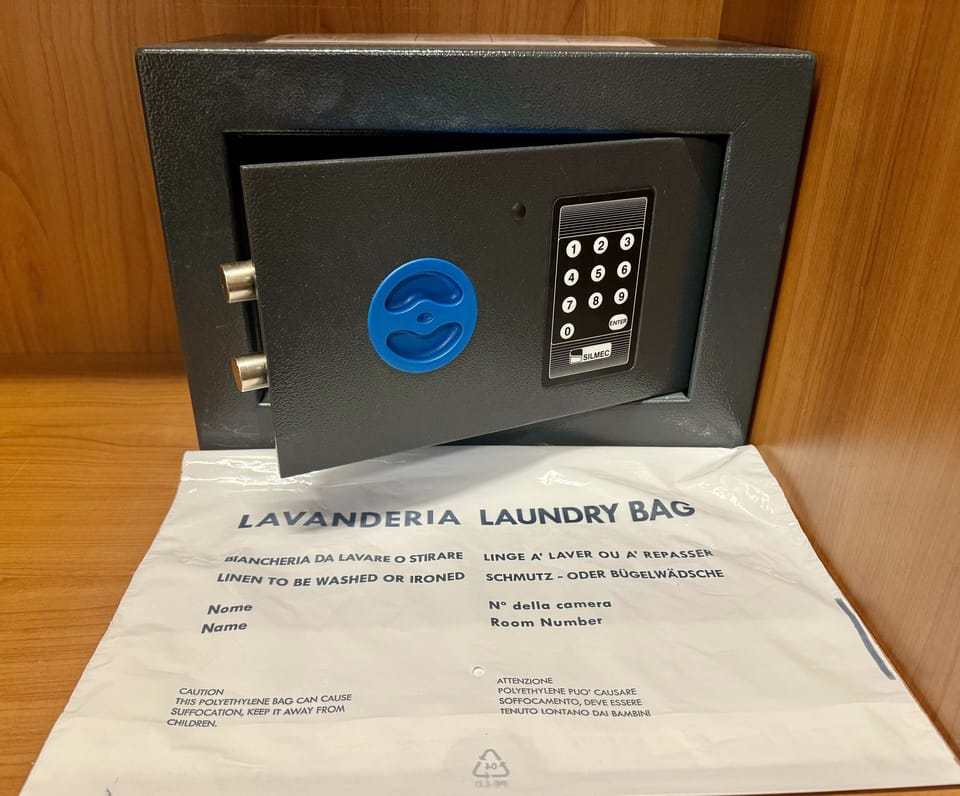 1 2 3
4 5 6
7 8 9
0 ENTER
SILMEC
LAVANDERIA LAUNDRY BAG
BIANCHERIA DA LAVARE O STIRARE LINGE A' LAVER OU A' REPASSER
LINEN TO BE WASHED OR IRONED SCHMUTZ - ODER BÜGELWÄDSCHE
Nome N° della camera
Name Room Number
CAUTION
THIS POLYETHYLENE BAG CAN CAUSE
SUFFOCATION, KEEP IT AWAY FROM
CHILDREN.
ATTENZIONE
POLYETHYLENE PUO' CAUSARE
SOFFOCAMENTO, DEVE ESSERE
TENUTO LONTANO DAI BAMBINI
04
PE-LD